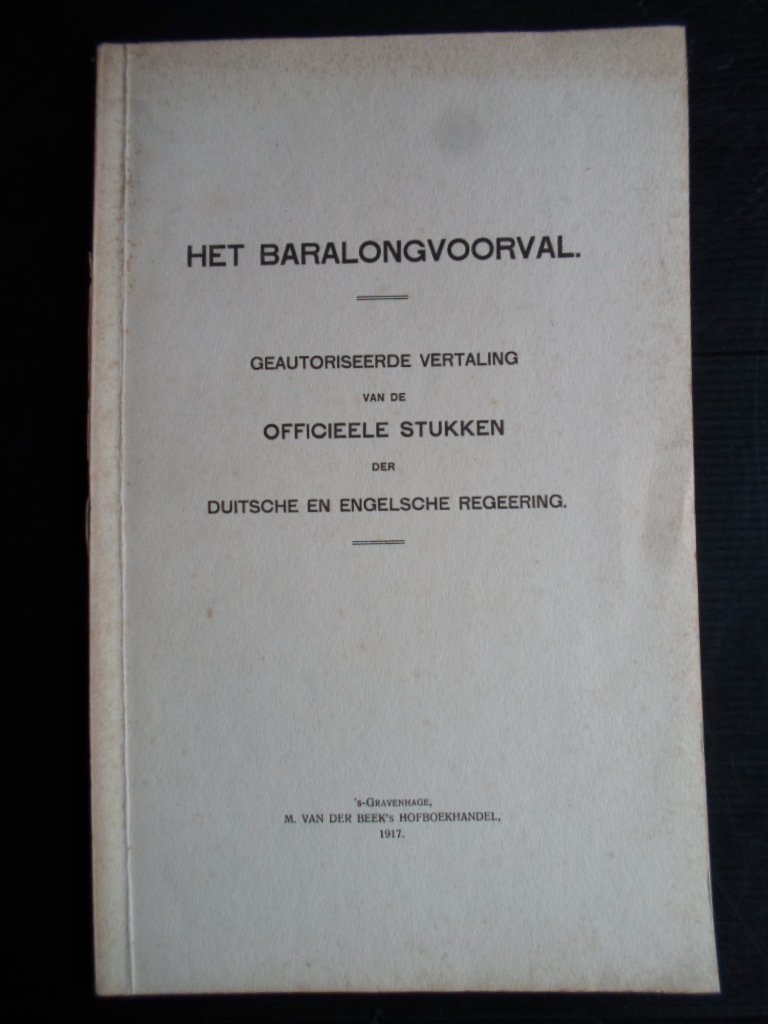 HET BARALONGVOORVAL.
GEAUTORISEERDE VERTALING
VAN DE
OFFICIEELE STUKKEN
DER
DUITSCHE EN ENGELSCHE REGEERING.
's-GRAVENHAGE,
M. VAN DER BEEK's HOFBOEKHANDEL,
1917.